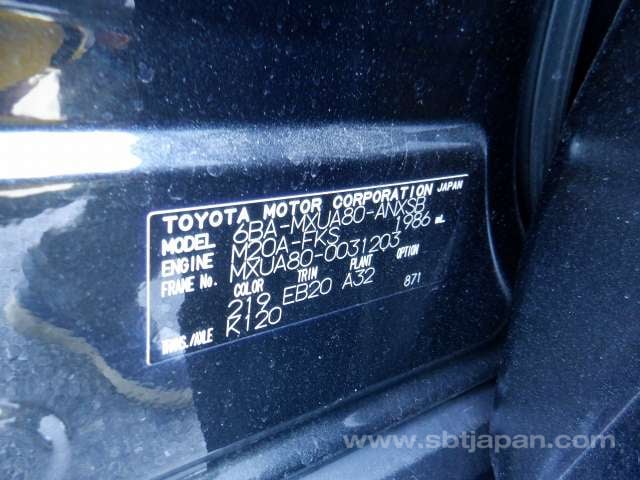 TOYOTA MOTOR CORPORATION JAPAN
MODEL 6BA-MXUA80-ANXSB
ENGINE M20A-FKS 1986 mL
FRAME No. MXUA80-0031203
COLOR TRIM PLANT OPTION
219 EB20 A32 871
TRANS./AXLE K120
www.sbtjapan.com